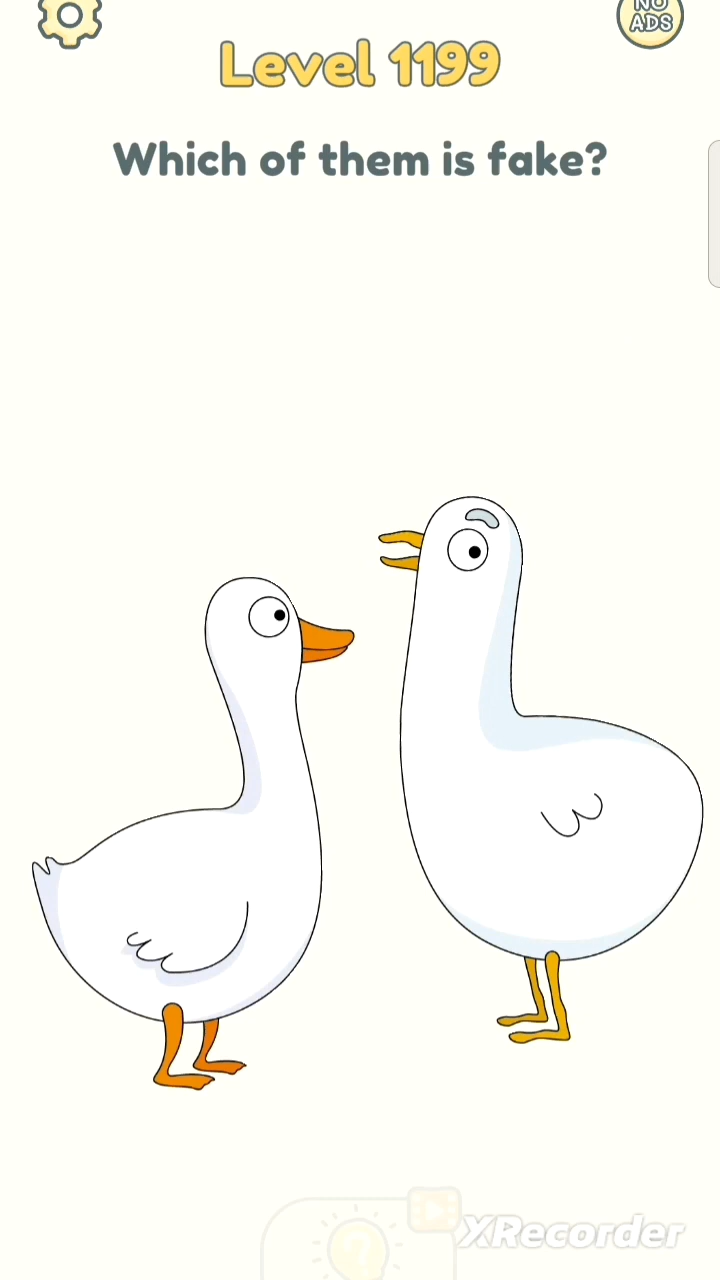 NO
ADS
Level 1199
Which of them is fake?
XRecorder